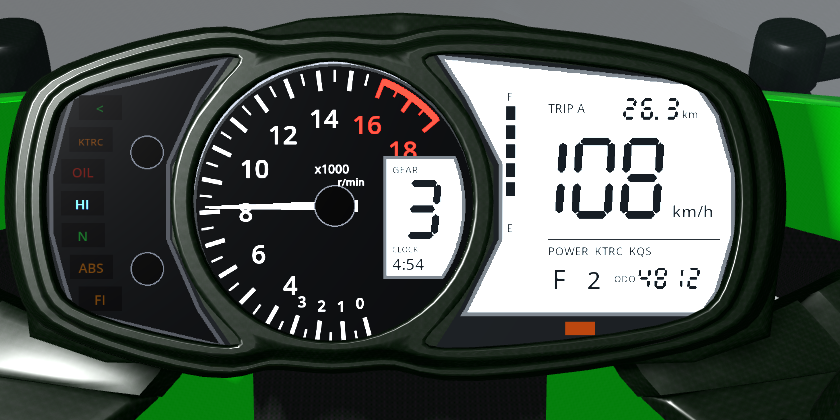 <
KTRC
OIL
HI
N
ABS
FI
0
1
2
3
4
6
8
10
12
14
16
18
x1000
r/min
GEAR
3
CLOCK
4:54
F
E
TRIP A 26.3 km
108 km/h
POWER KTRC KQS
F 2 ODO 4812